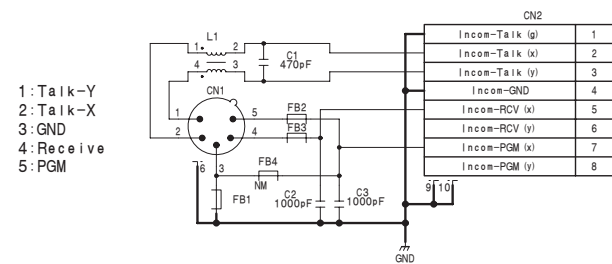 CN2
L1
1 2
4 3
C1
470pF
CN1
1:Talk-Y
2:Talk-X
3:GND
4:Receive
5:PGM
1 5
2 4
6 3
FB2
FB3
FB4
NM
FB1
C2
1000pF
C3
1000pF
GND
Incom-Talk (g) 1
Incom-Talk (x) 2
Incom-Talk (y) 3
Incom-GND 4
Incom-RCV (x) 5
Incom-RCV (y) 6
Incom-PGM (x) 7
Incom-PGM (y) 8
9 10